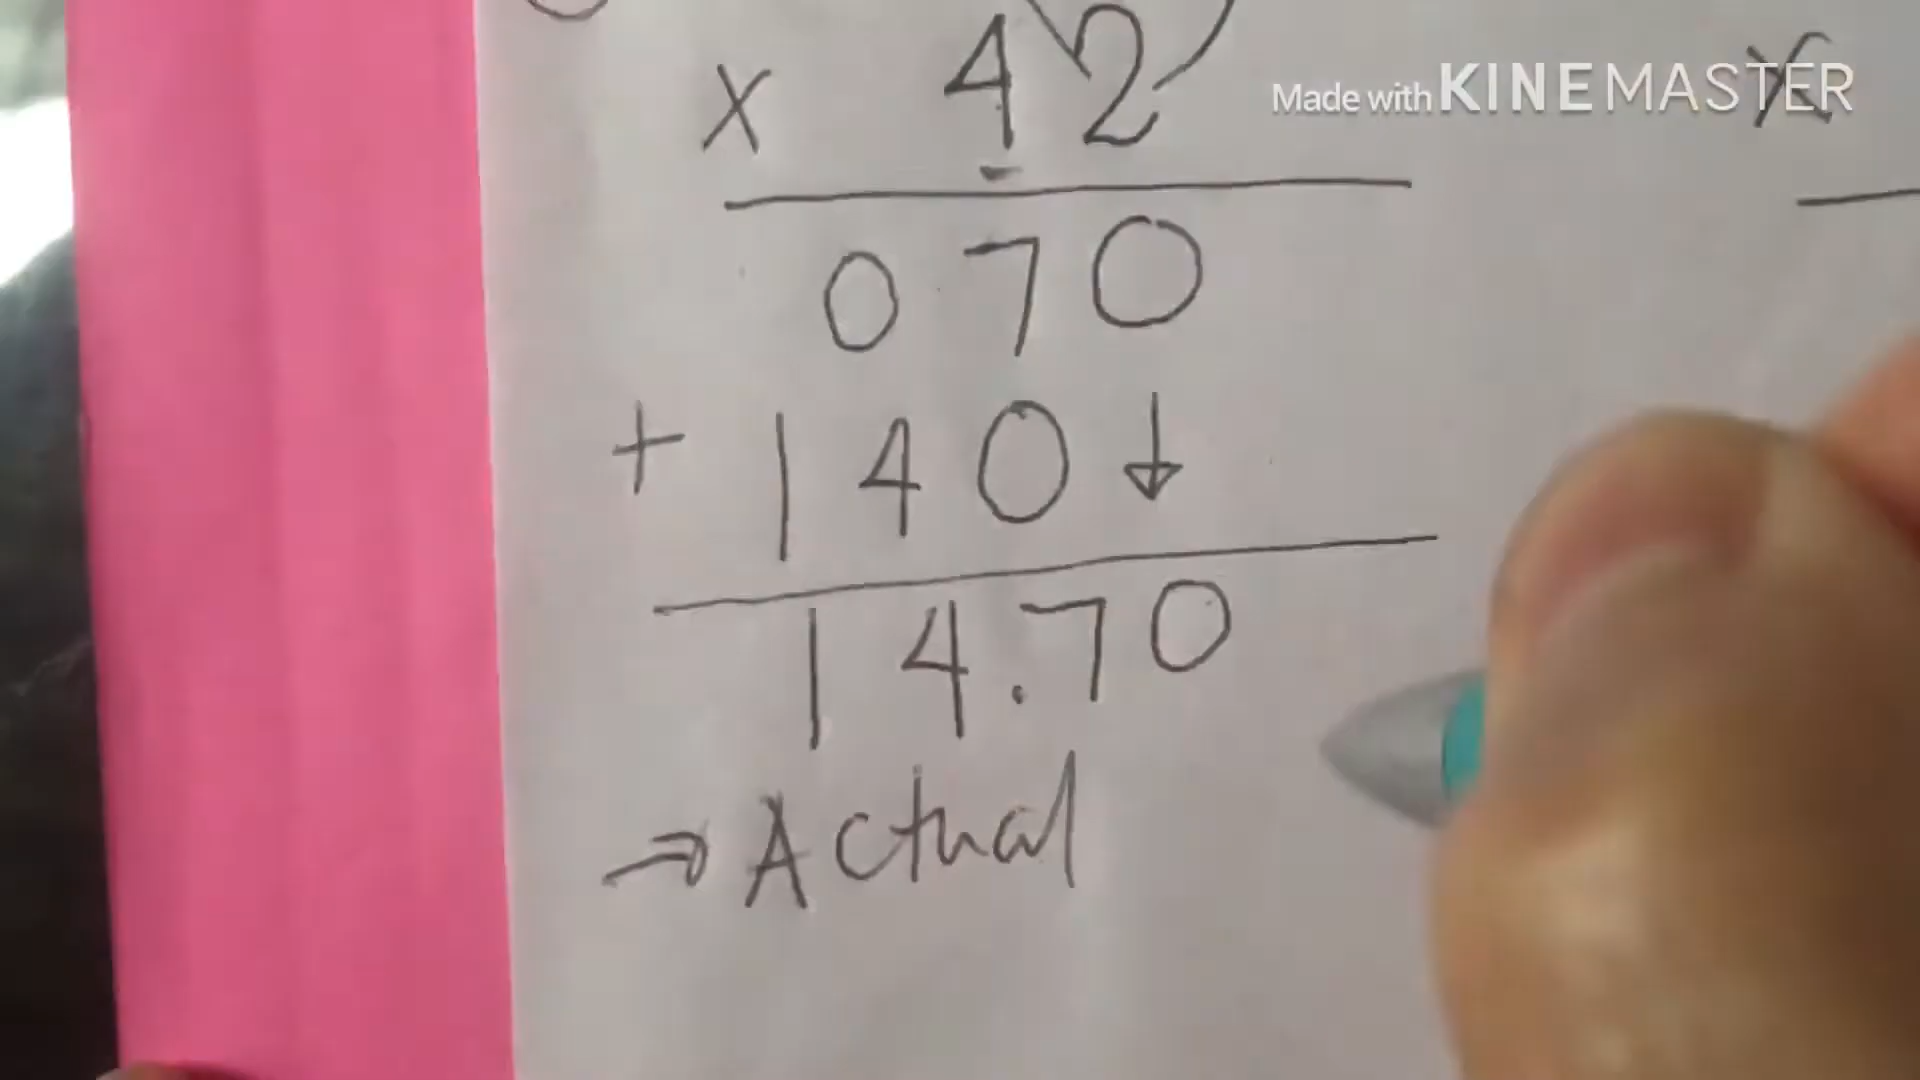 x 42
Made with KINEMASTER
x
070
+ 140↓
14.70
→ Actual